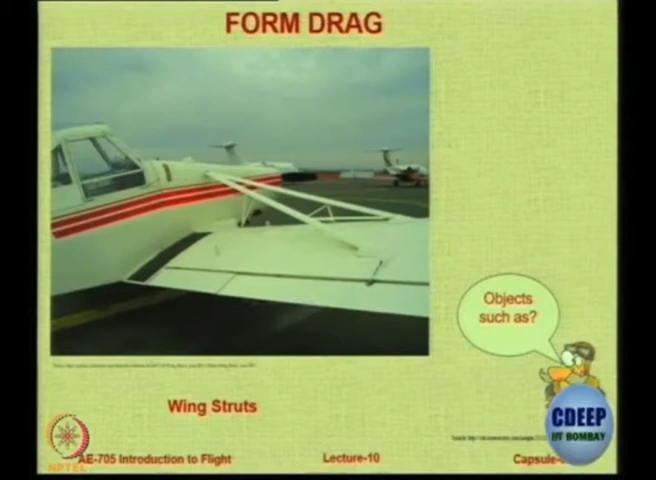 FORM DRAG
Objects
such as?
Wing Struts
CDEEP
IIT BOMBAY
NPTEL
AE-705 Introduction to Flight
Lecture-10
Capsule-